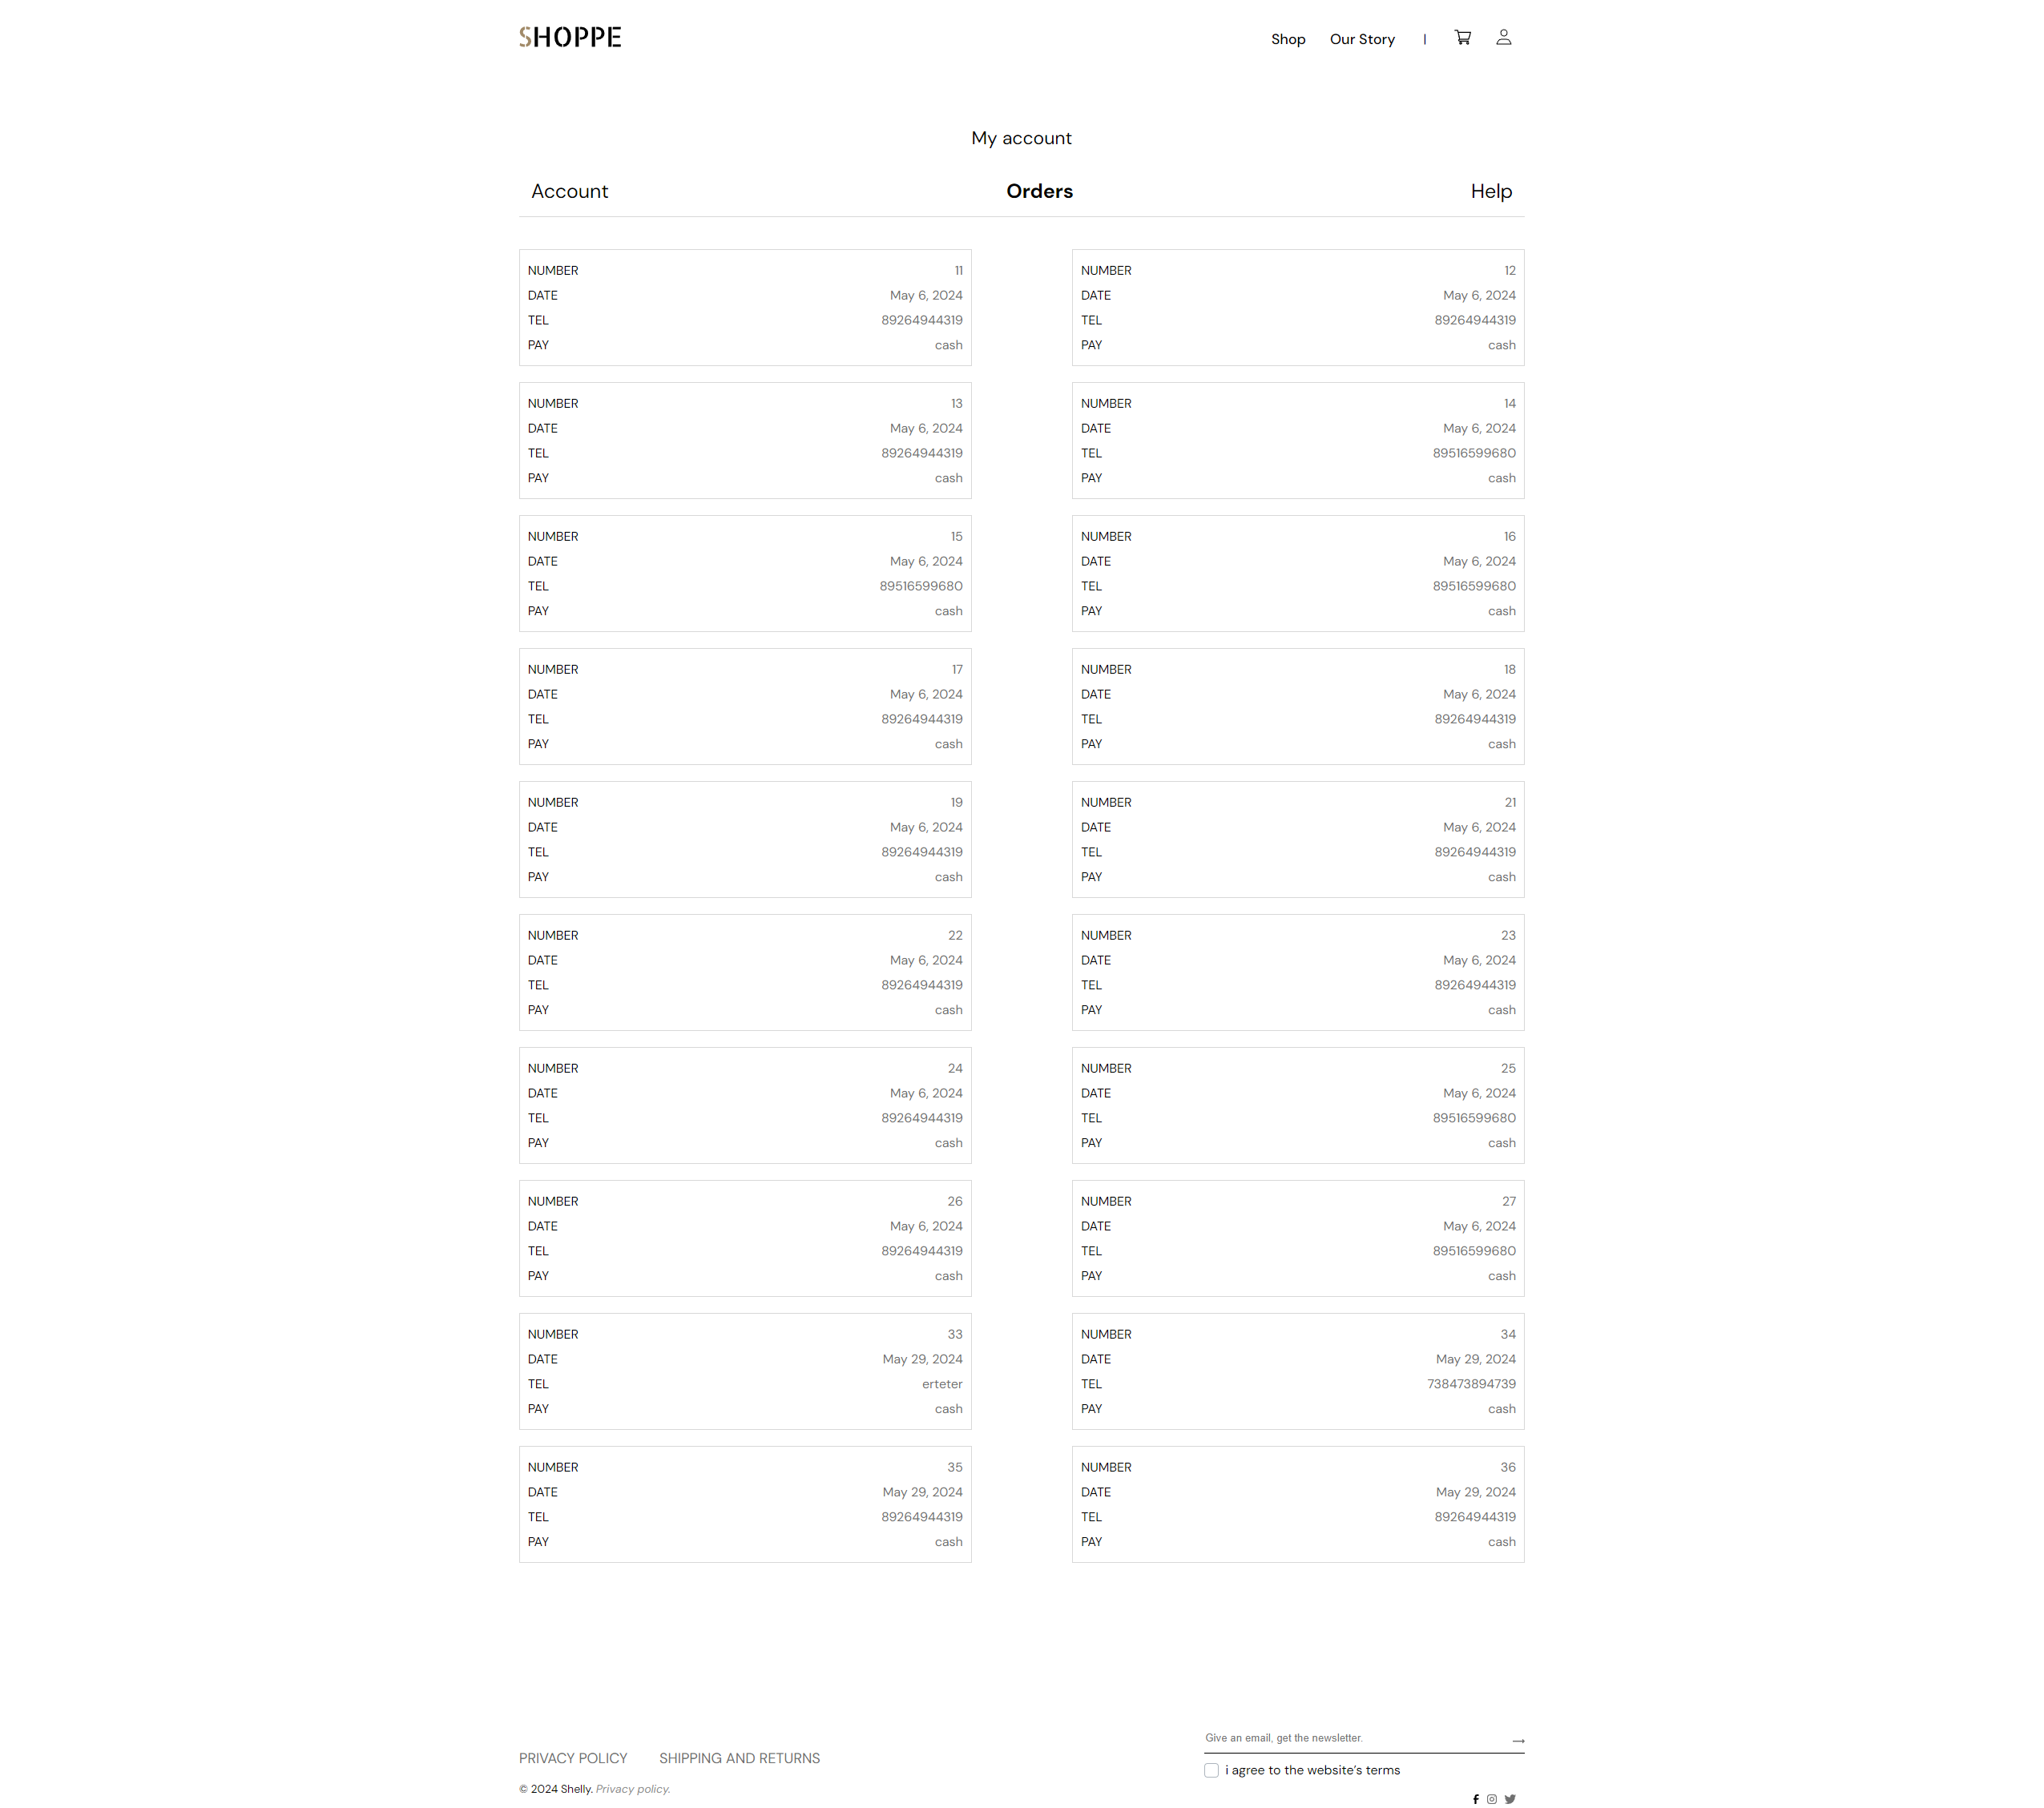 SHOPPE
Shop Our Story |
My account
Account Orders Help
NUMBER 11
DATE May 6, 2024
TEL 89264944319
PAY cash
NUMBER 12
DATE May 6, 2024
TEL 89264944319
PAY cash
NUMBER 13
DATE May 6, 2024
TEL 89264944319
PAY cash
NUMBER 14
DATE May 6, 2024
TEL 89516599680
PAY cash
NUMBER 15
DATE May 6, 2024
TEL 89516599680
PAY cash
NUMBER 16
DATE May 6, 2024
TEL 89516599680
PAY cash
NUMBER 17
DATE May 6, 2024
TEL 89264944319
PAY cash
NUMBER 18
DATE May 6, 2024
TEL 89264944319
PAY cash
NUMBER 19
DATE May 6, 2024
TEL 89264944319
PAY cash
NUMBER 21
DATE May 6, 2024
TEL 89264944319
PAY cash
NUMBER 22
DATE May 6, 2024
TEL 89264944319
PAY cash
NUMBER 23
DATE May 6, 2024
TEL 89264944319
PAY cash
NUMBER 24
DATE May 6, 2024
TEL 89264944319
PAY cash
NUMBER 25
DATE May 6, 2024
TEL 89516599680
PAY cash
NUMBER 26
DATE May 6, 2024
TEL 89264944319
PAY cash
NUMBER 27
DATE May 6, 2024
TEL 89516599680
PAY cash
NUMBER 33
DATE May 29, 2024
TEL erteter
PAY cash
NUMBER 34
DATE May 29, 2024
TEL 738473894739
PAY cash
NUMBER 35
DATE May 29, 2024
TEL 89264944319
PAY cash
NUMBER 36
DATE May 29, 2024
TEL 89264944319
PAY cash
PRIVACY POLICY SHIPPING AND RETURNS
© 2024 Shelly. Privacy policy.
Give an email, get the newsletter.
i agree to the website's terms